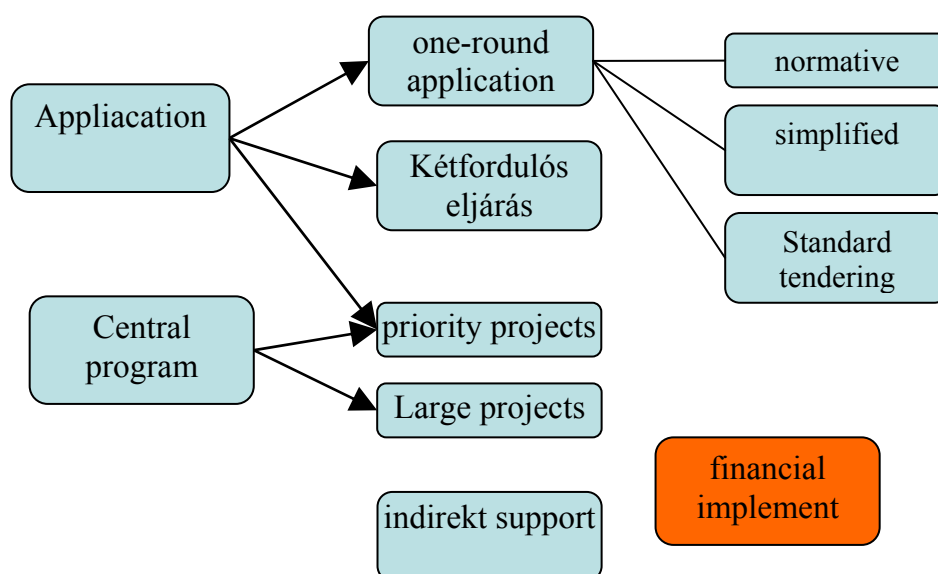 one-round
application
normative
Appliacation
simplified
Kétfordulós
eljárás
Standard
tendering
Central
program
priority projects
Large projects
financial
implement
indirekt support